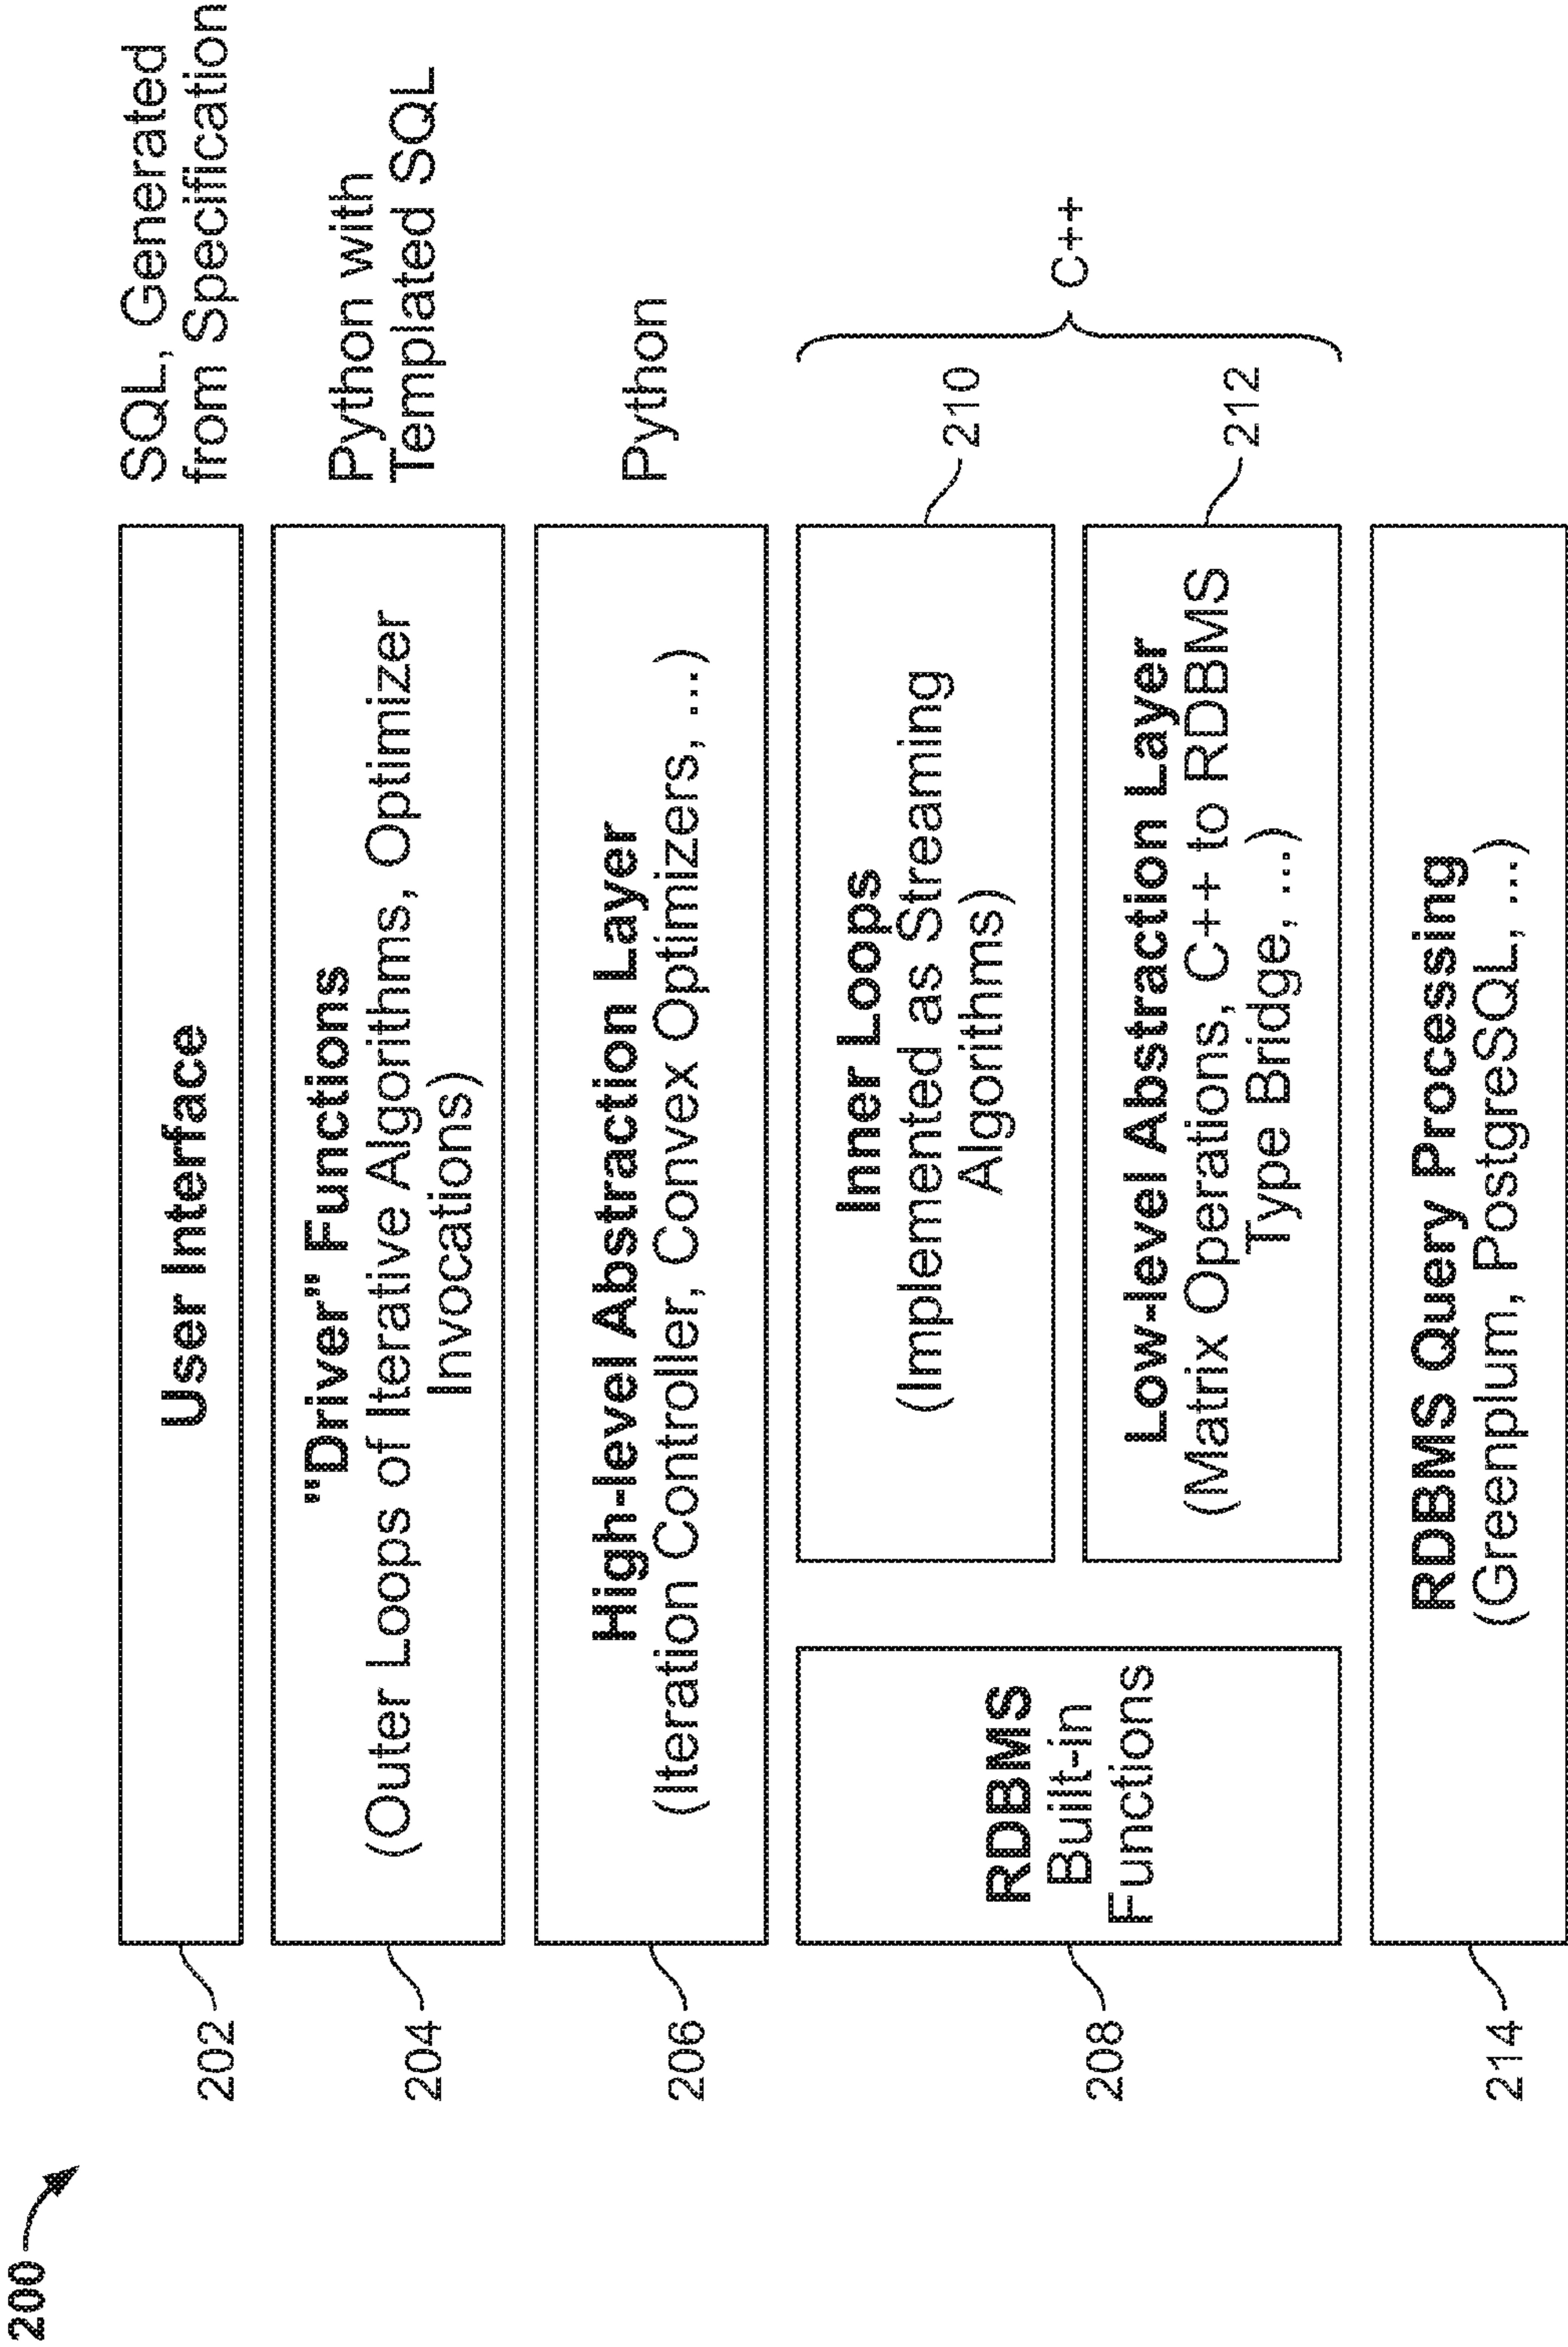 200
202
User Interface
SQL, Generated
from Specification
204
"Driver" Functions
(Outer Loops of Iterative Algorithms, Optimizer
Invocations)
Python with
Templated SQL
206
High-level Abstraction Layer
(Iteration Controller, Convex Optimizers, ...)
Python
208
RDBMS
Built-in
Functions
Inner Loops
(Implemented as Streaming
Algorithms)
210
Low-level Abstraction Layer
(Matrix Operations, C++ to RDBMS
Type Bridge, ...)
212
C++
214
RDBMS Query Processing
(Greenplum, PostgreSQL, ...)